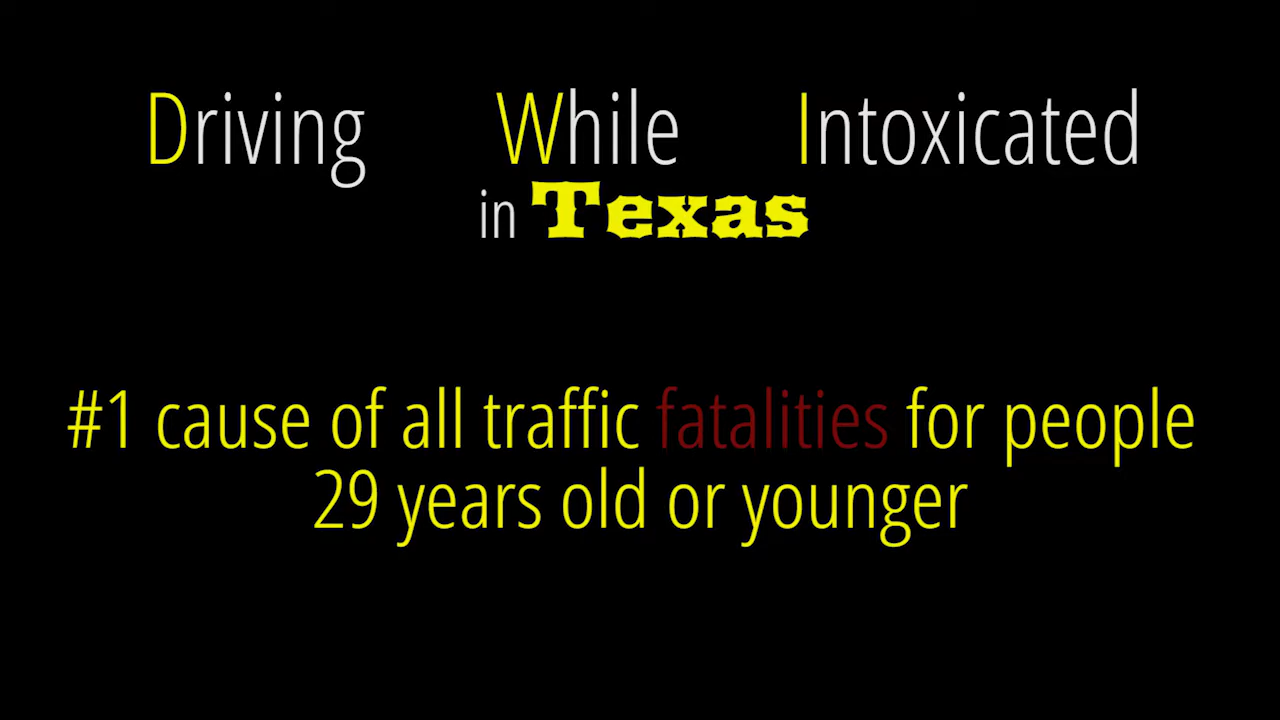 Driving While Intoxicated
in Texas
#1 cause of all traffic fatalities for people
29 years old or younger